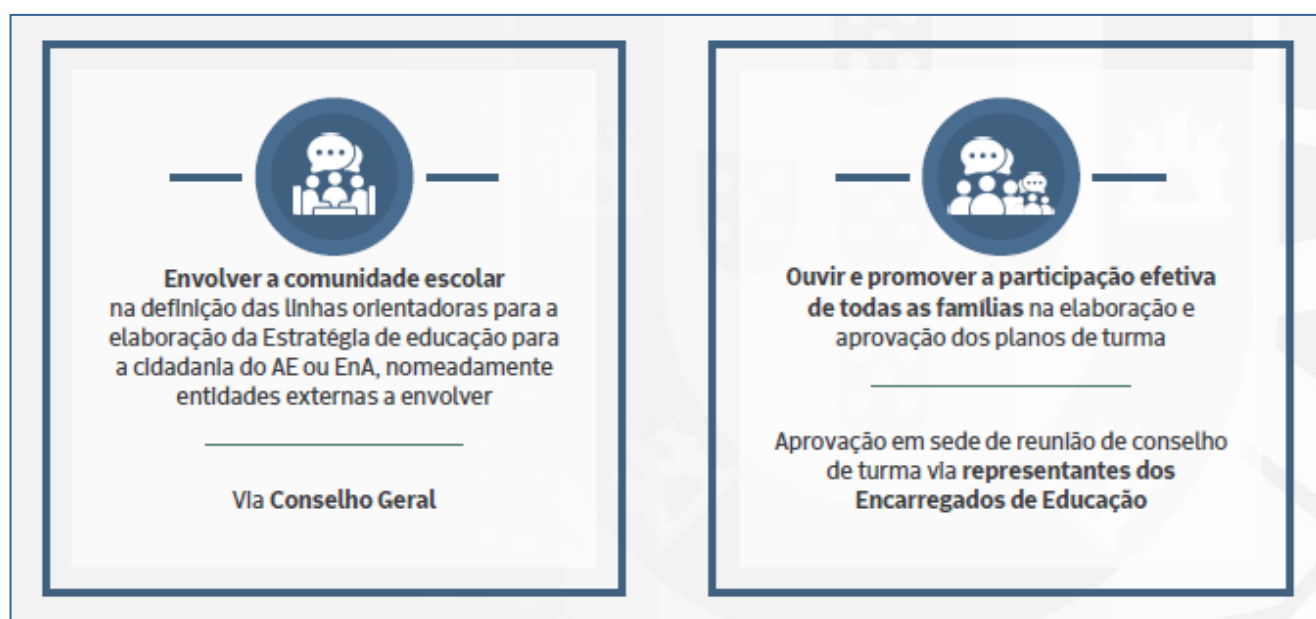 Envolver a comunidade escolar
na definição das linhas orientadoras para a
elaboração da Estratégia de educação para
a cidadania do AE ou EnA, nomeadamente
entidades externas a envolver
Via Conselho Geral
Ouvir e promover a participação efetiva
de todas as famílias na elaboração e
aprovação dos planos de turma
Aprovação em sede de reunião de conselho
de turma via representantes dos
Encarregados de Educação